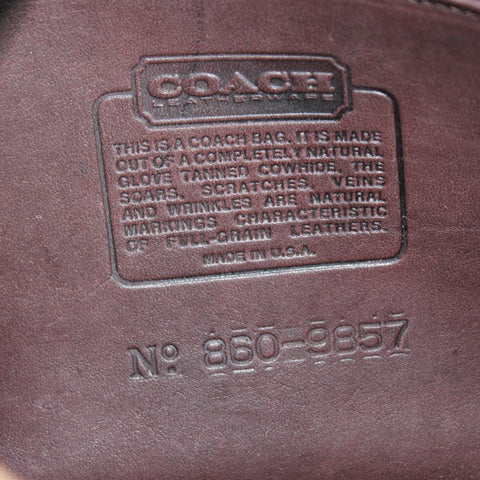 COACH
LEATHERWARE
THIS IS A COACH BAG. IT IS MADE
OUT OF A COMPLETELY NATURAL
GLOVE TANNED COWHIDE, THE
SCARS, SCRATCHES, VEINS
AND WRINKLES ARE NATURAL
MARKINGS CHARACTERISTIC
OF FULL-GRAIN LEATHERS.
MADE IN U.S.A.
No: 860-9857